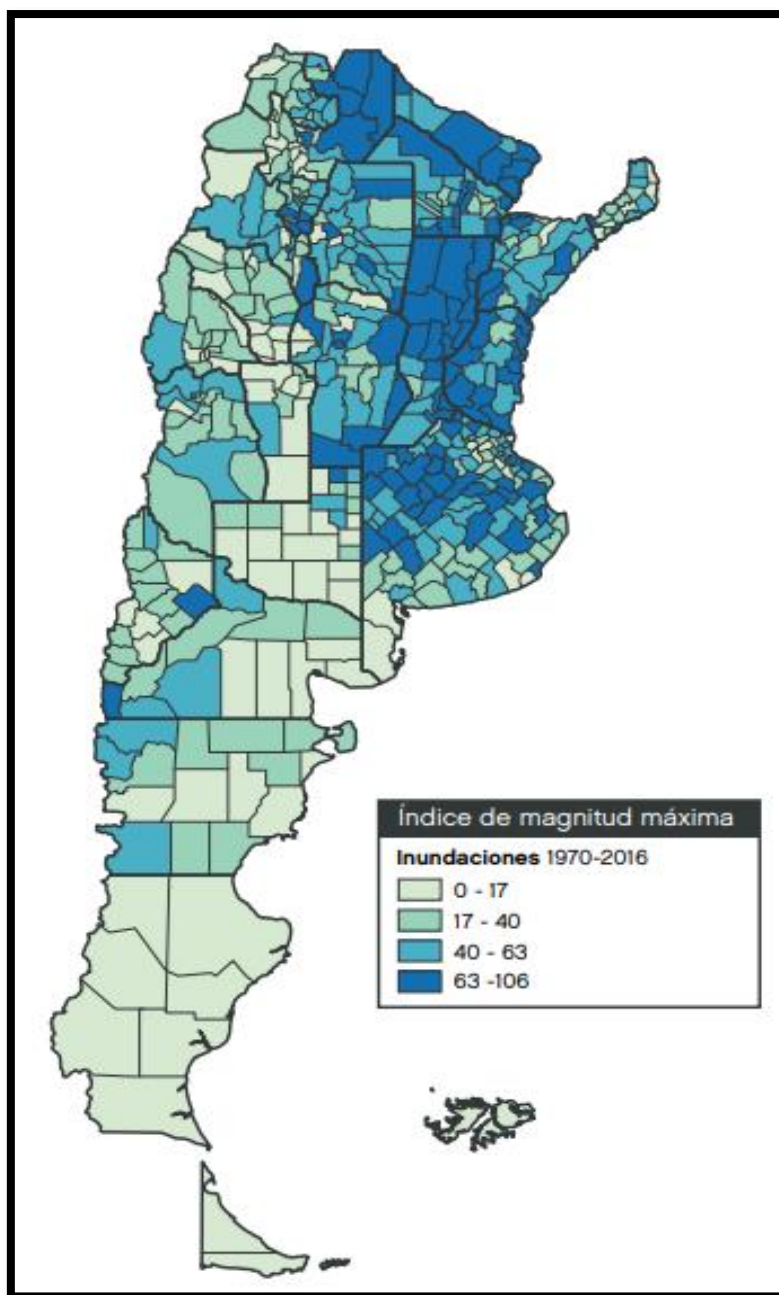 Índice de magnitud máxima
Inundaciones 1970-2016
0 - 17
17 - 40
40 - 63
63 -106